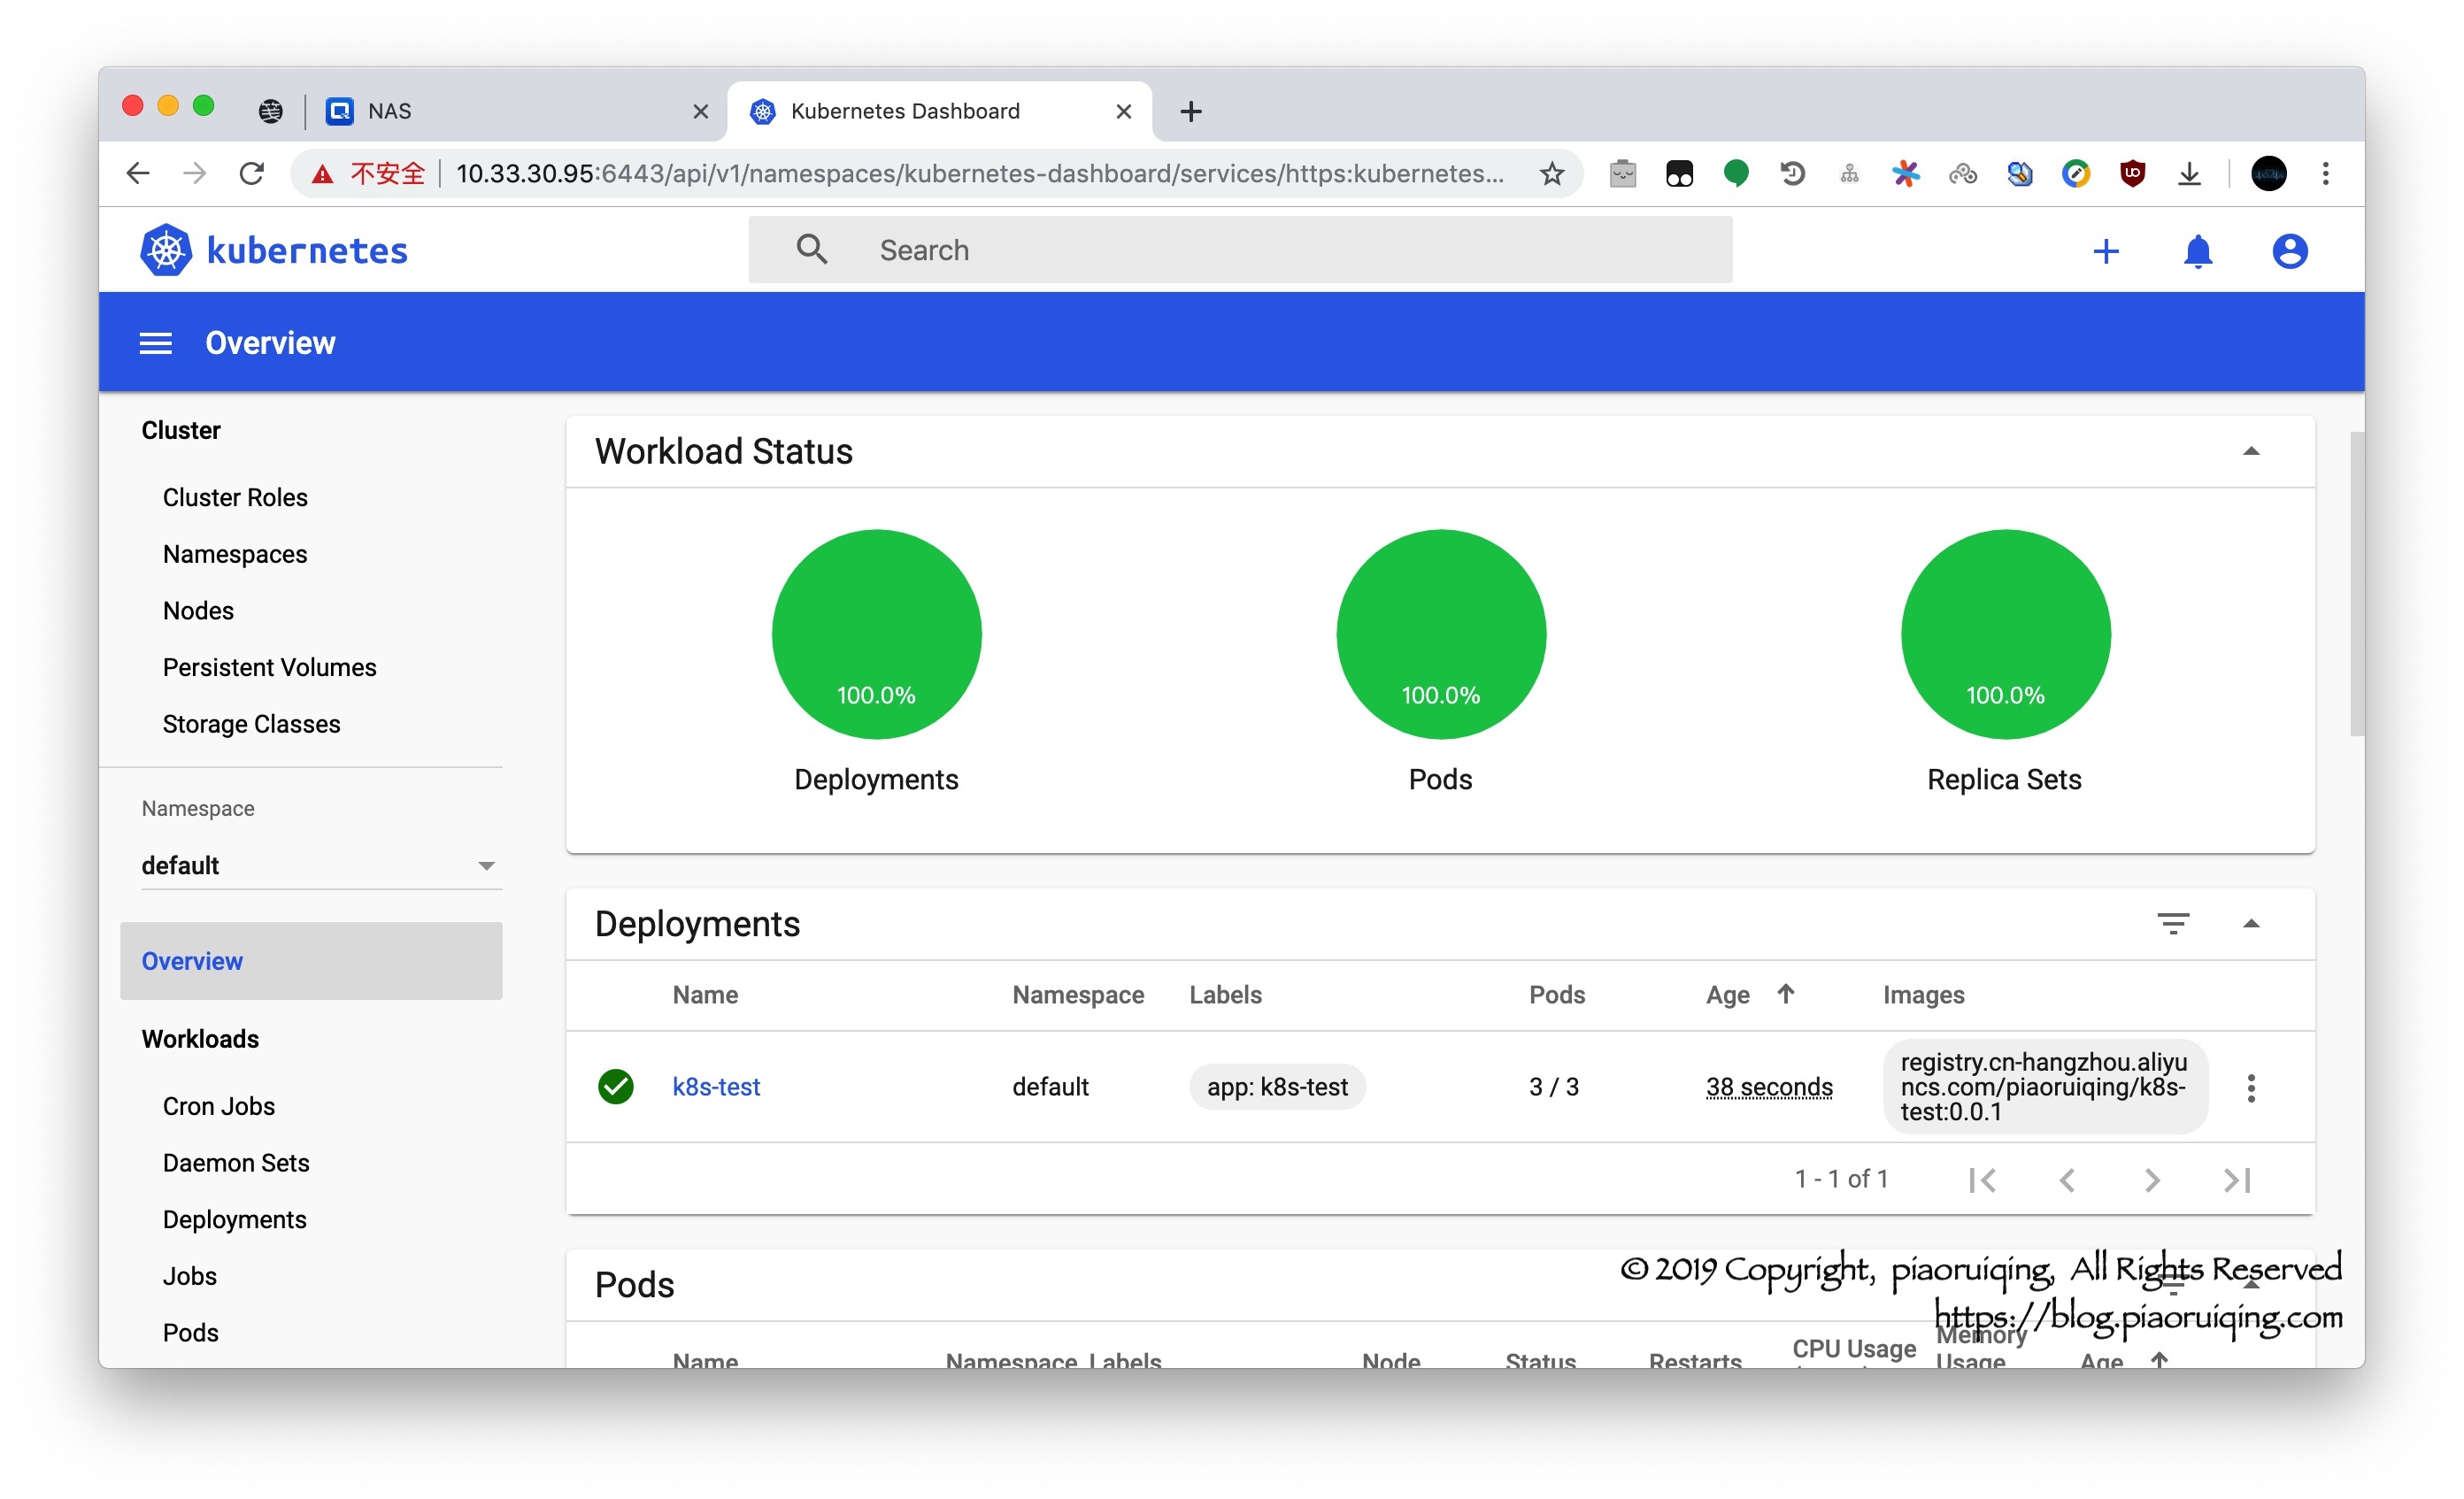 NAS
Kubernetes Dashboard
不安全
10.33.30.95:6443/api/v1/namespaces/kubernetes-dashboard/services/https:kubernetes...
kubernetes
Search
Overview
Cluster
Cluster Roles
Namespaces
Nodes
Persistent Volumes
Storage Classes
Namespace
default
Overview
Workloads
Cron Jobs
Daemon Sets
Deployments
Jobs
Pods
Workload Status
100.0%
100.0%
100.0%
Deployments
Pods
Replica Sets
Deployments
Name Namespace Labels Pods Age Images
k8s-test default app: k8s-test 3 / 3 38 seconds
registry.cn-hangzhou.aliyu
ncs.com/piaoruiqing/k8s-
test:0.0.1
1 - 1 of 1
Pods
Name Namespace Labels Node Status Restarts CPU Usage Memory Usage Age
© 2019 Copyright, piaoruiqing, All Rights Reserved
https://blog.piaoruiqing.com